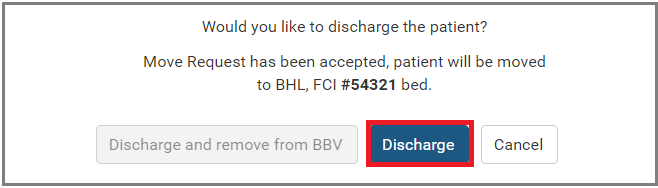 Would you like to discharge the patient?
Move Request has been accepted, patient will be moved
to BHL, FCI #54321 bed.
Discharge and remove from BBV
Discharge
Cancel